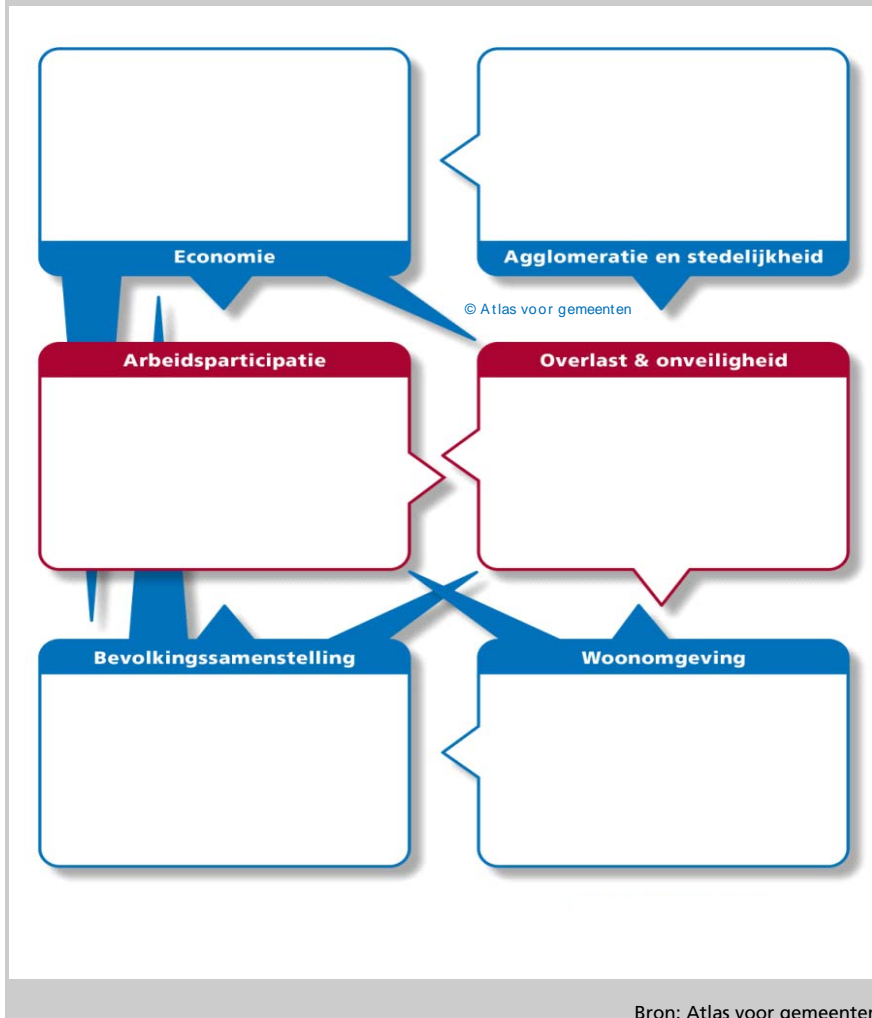 Economie
Agglomeratie en stedelijkheid
© Atlas voor gemeenten
Arbeidsparticipatie
Overlast & onveiligheid
Bevolkingssamenstelling
Woonomgeving
Bron: Atlas voor gemeenten